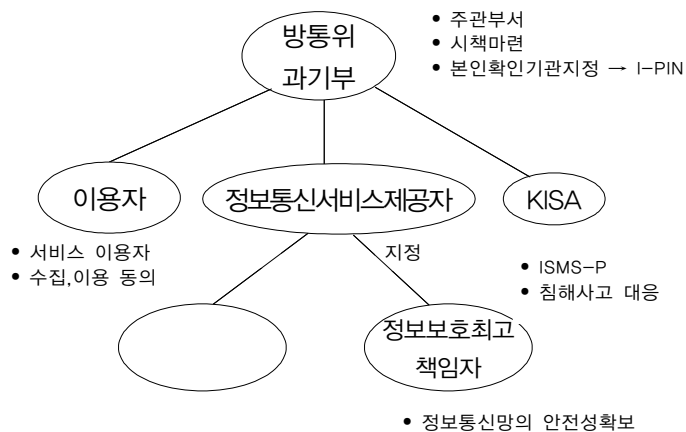 방통위
과기부
• 주관부서
• 시책마련
• 본인확인기관지정 → I-PIN
이용자
정보통신서비스제공자
KISA
• 서비스 이용자
• 수집,이용 동의
지정
• ISMS-P
• 침해사고 대응
정보보호최고
책임자
• 정보통신망의 안전성확보